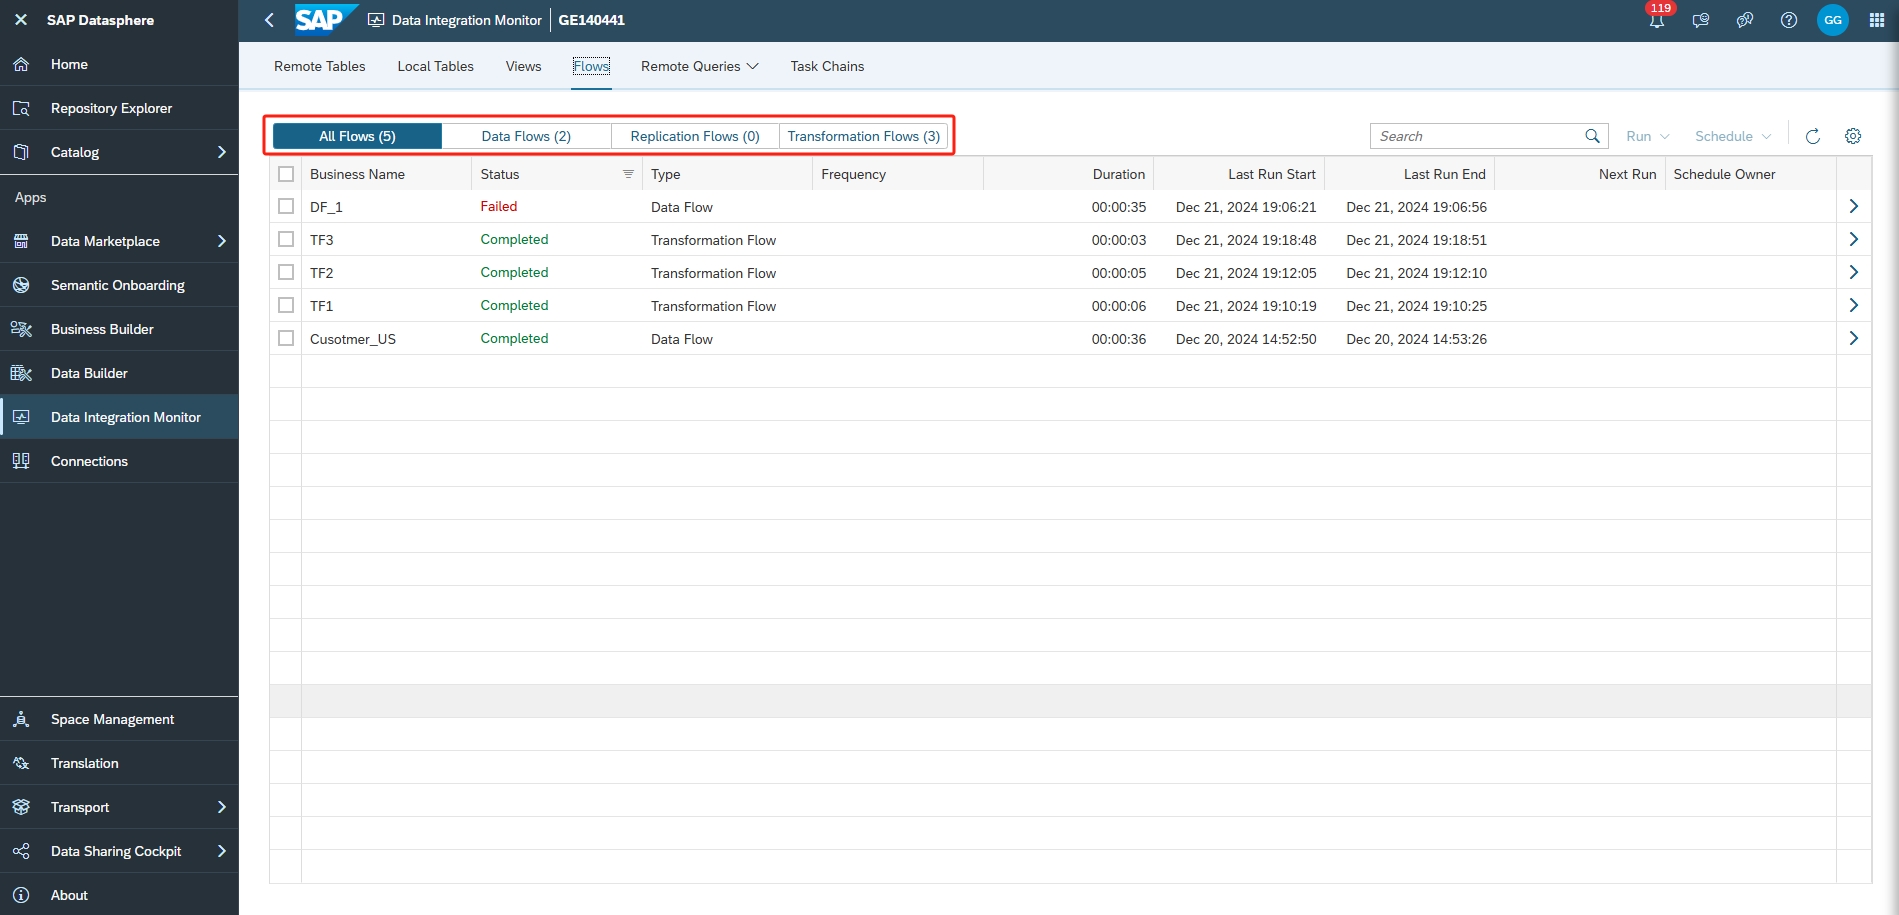 SAP Datasphere
SAP Data Integration Monitor GE140441 119 GG
Home
Repository Explorer
Catalog
Apps
Data Marketplace
Semantic Onboarding
Business Builder
Data Builder
Data Integration Monitor
Connections
Space Management
Translation
Transport
Data Sharing Cockpit
About
Remote Tables Local Tables Views Flows Remote Queries Task Chains
All Flows (5) Data Flows (2) Replication Flows (0) Transformation Flows (3) Search Run Schedule
Business Name Status Type Frequency Duration Last Run Start Last Run End Next Run Schedule Owner
DF_1 Failed Data Flow 00:00:35 Dec 21, 2024 19:06:21 Dec 21, 2024 19:06:56
TF3 Completed Transformation Flow 00:00:03 Dec 21, 2024 19:18:48 Dec 21, 2024 19:18:51
TF2 Completed Transformation Flow 00:00:05 Dec 21, 2024 19:12:05 Dec 21, 2024 19:12:10
TF1 Completed Transformation Flow 00:00:06 Dec 21, 2024 19:10:19 Dec 21, 2024 19:10:25
Cusotmer_US Completed Data Flow 00:00:36 Dec 20, 2024 14:52:50 Dec 20, 2024 14:53:26